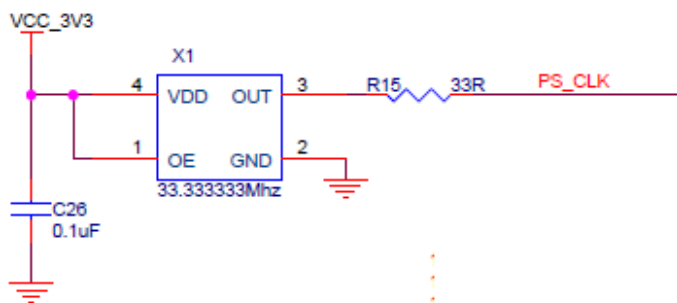 VCC_3V3
X1
4 VDD OUT 3
R15 33R PS_CLK
1 OE GND 2
33.333333Mhz
C26
0.1uF